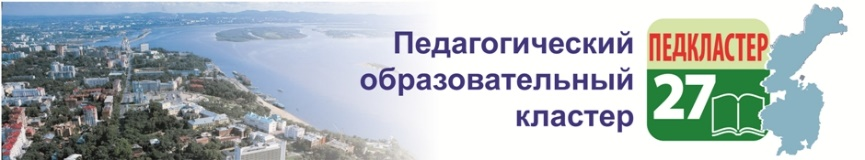 Педагогический
образовательный
кластер
ПЕДКЛАСТЕР
27